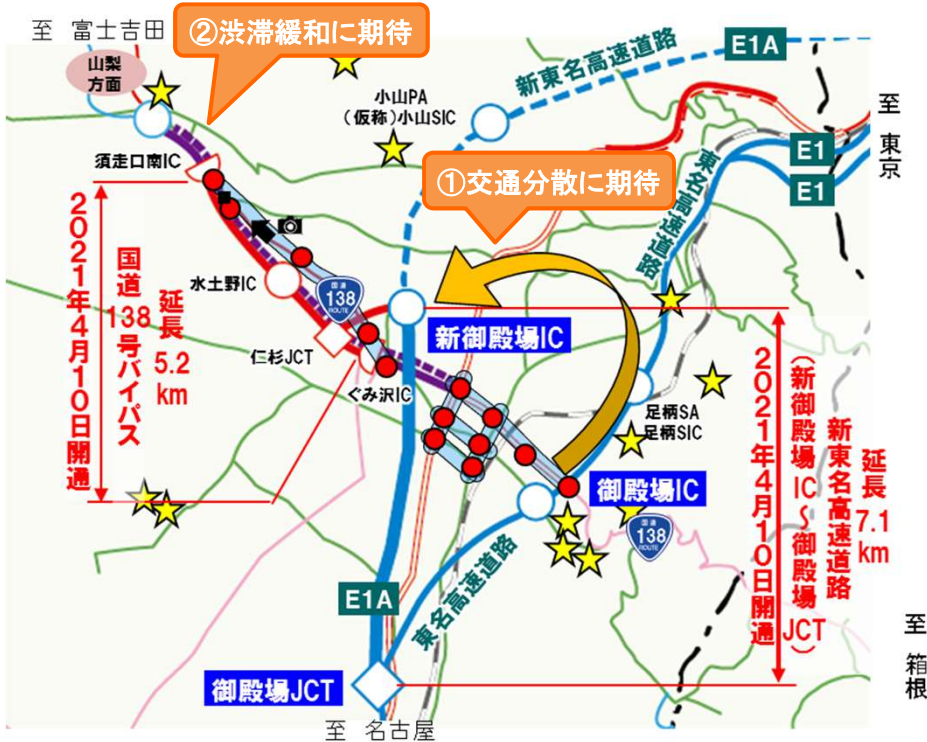 至 富士吉田
②渋滞緩和に期待
山梨
方面
新東名高速道路
E1A
小山PA
(仮称)小山SIC
至 東京
E1
E1
東名高速道路
須走口南IC
①交通分散に期待
2021年4月10日開通
国道138号バイパス
延長
5.2
km
水土野IC
国道
138
ROUTE
新御殿場IC
仁杉JCT
ぐみ沢IC
足柄SA
足柄SIC
御殿場IC
国道
138
ROUTE
2021年4月10日開通
(新御殿場IC～御殿場JCT)
新東名高速道路
延長
7.1
km
E1A
東名高速道路
御殿場JCT
至 箱根
至 名古屋